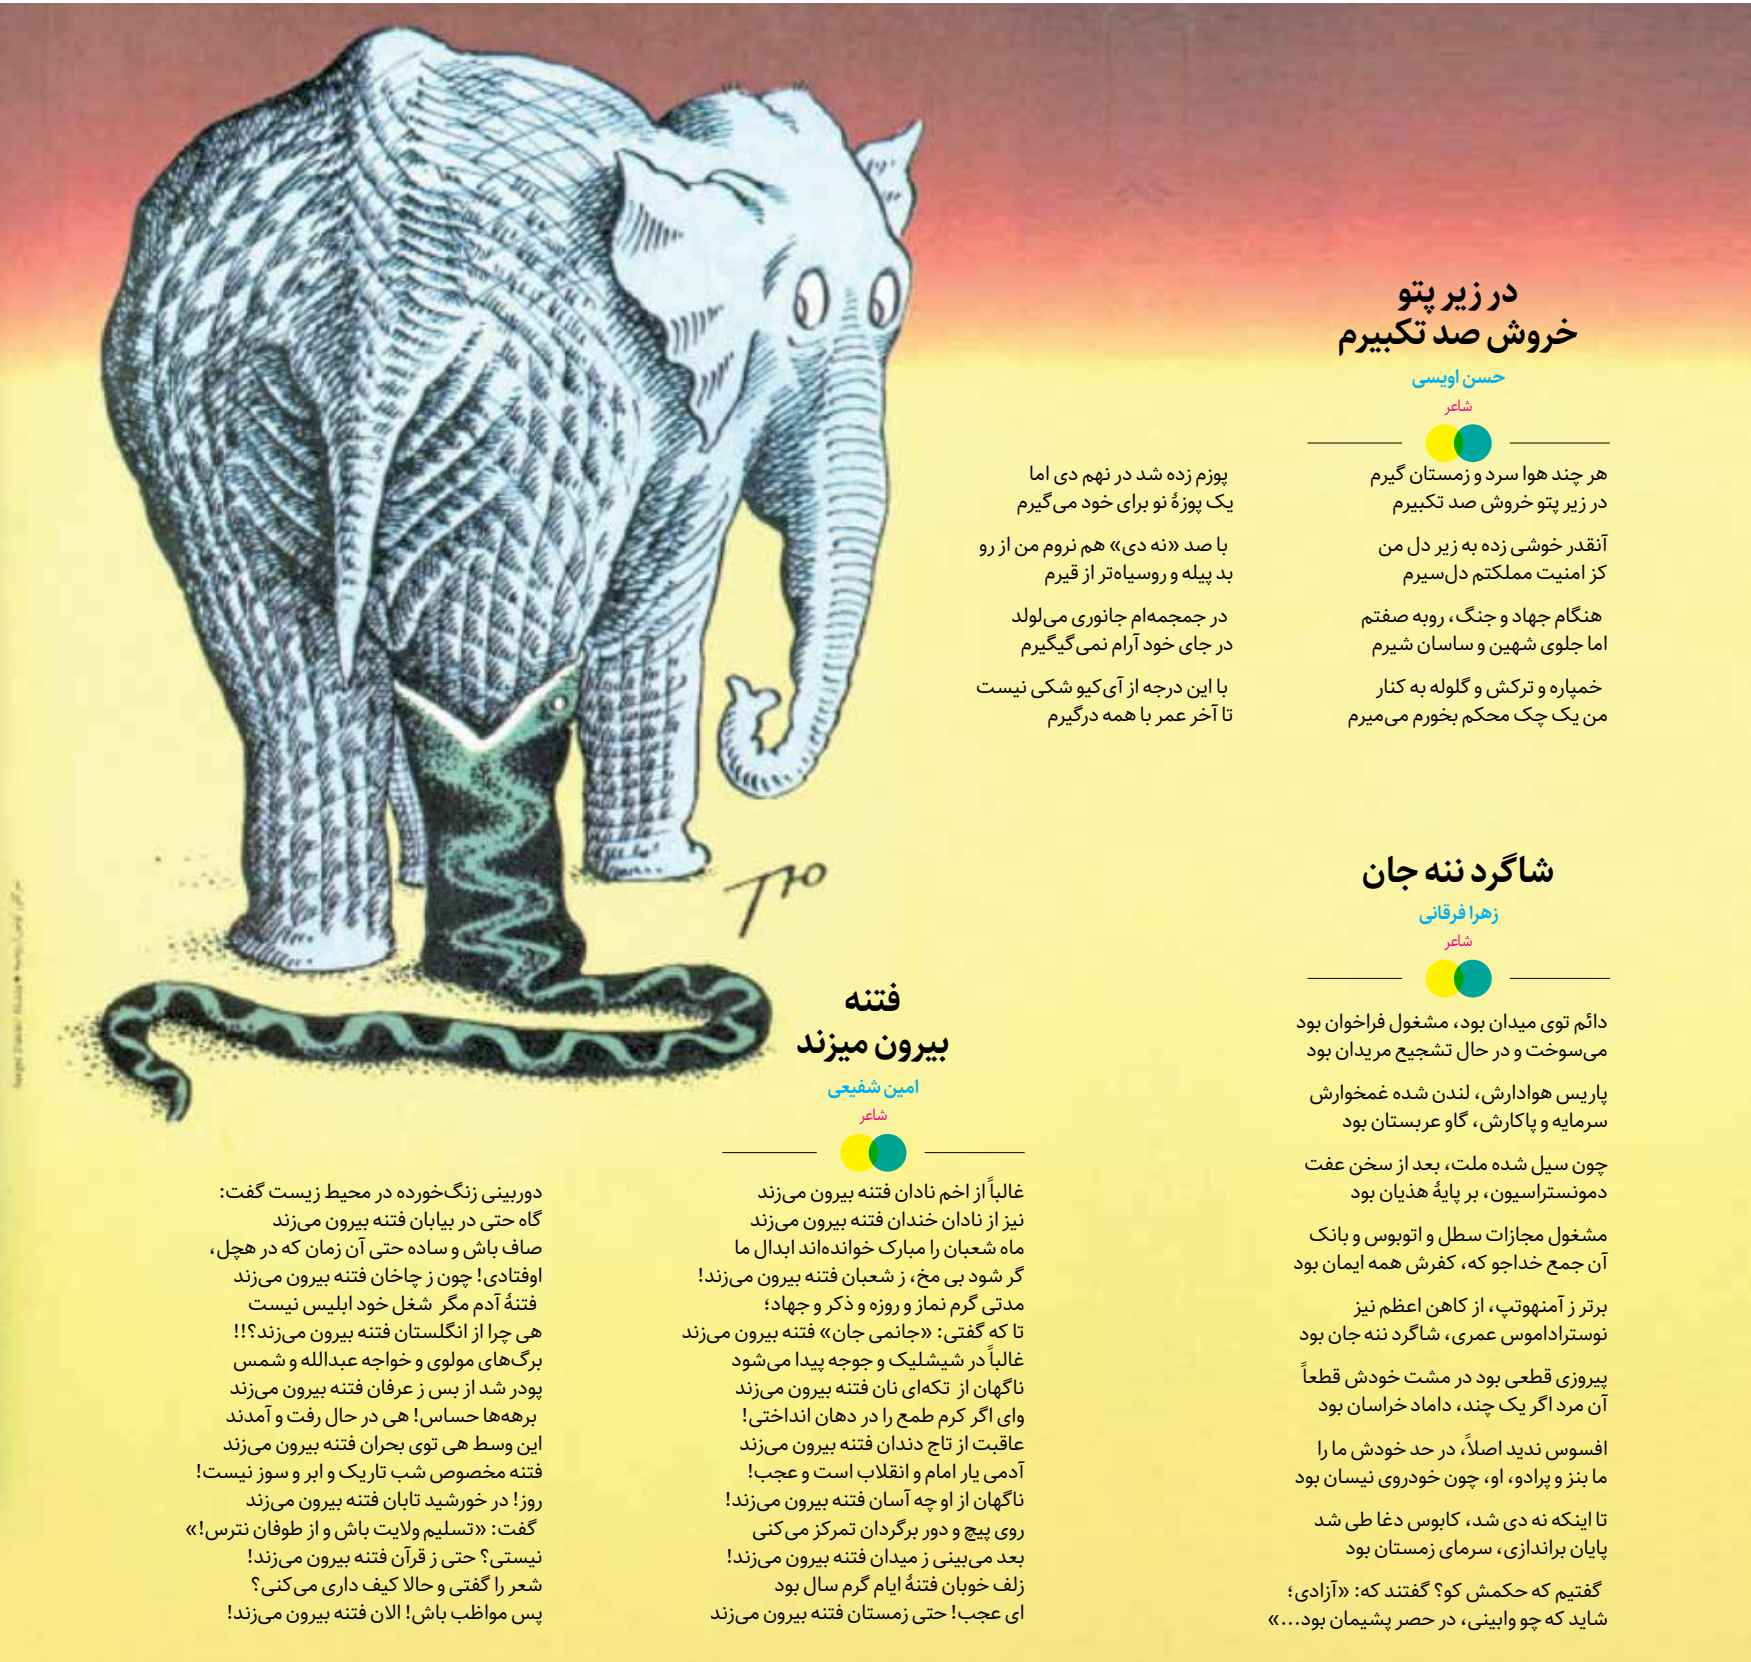 در زیر پتو
خروش صد تکبیرم
حسن اویسی
شاعر
هر چند هوا سرد و زمستان گیرم
در زیر پتو خروش صد تکبیرم
آنقدر خوشی زده به زیر دل من
کز امنیت مملکتم دل‌سیرم
هنگام جهاد و جنگ، روبه صفتم
اما جلوی شهین و ساسان شیرم
خمپاره و ترکش و گلوله به کنار
من یک چک محکم بخورم می‌میرم
پوزم زده شد در نهم دی اما
یک پوزهٔ نو برای خود می‌گیرم
با صد «نه دی» هم نروم من از رو
بد پیله و روسیاه‌تر از قیرم
در جمجمه‌ام جانوری می‌لولد
در جای خود آرام نمی‌گیگیرم
با این درجه از آی‌کیو شکی نیست
تا آخر عمر با همه درگیرم
شاگرد ننه جان
زهرا فرقانی
شاعر
دائم توی میدان بود، مشغول فراخوان بود
می‌سوخت و در حال تشجیع مریدان بود
پاریس هوادارش، لندن شده غمخوارش
سرمایه و پاکارش، گاو عربستان بود
چون سیل شده ملت، بعد از سخن عفت
دمونستراسیون، بر پایهٔ هذیان بود
مشغول مجازات سطل و اتوبوس و بانک
آن جمع خداجو که، کفرش همه ایمان بود
برتر ز آمنهوتپ، از کاهن اعظم نیز
نوستراداموس عمری، شاگرد ننه جان بود
پیروزی قطعی بود در مشت خودش قطعاً
آن مرد اگر یک چند، داماد خراسان بود
افسوس ندید اصلاً، در حد خودش ما را
ما بنز و پرادو، او، چون خودروی نیسان بود
تا اینکه نه دی شد، کابوس دغا طی شد
پایان براندازی، سرمای زمستان بود
گفتیم که حکمش کو؟ گفتند که: «آزادی؛
شاید که چو وابینی، در حصر پشیمان بود...»
فتنه
بیرون میزند
امین شفیعی
شاعر
غالباً از اخم نادان فتنه بیرون می‌زند
نیز از نادان خندان فتنه بیرون می‌زند
ماه شعبان را مبارک خوانده‌اند ابدال ما
گر شود بی مخ، ز شعبان فتنه بیرون می‌زند!
مدتی گرم نماز و روزه و ذکر و جهاد؛
تا که گفتی: «جانمی جان» فتنه بیرون می‌زند
غالباً در شیشلیک و جوجه پیدا می‌شود
ناگهان از تکه‌ای نان فتنه بیرون می‌زند
وای اگر کرم طمع را در دهان انداختی!
عاقبت از تاج دندان فتنه بیرون می‌زند
آدمی یار امام و انقلاب است و عجب!
ناگهان از او چه آسان فتنه بیرون می‌زند!
روی پیچ و دور برگردان تمرکز می‌کنی
بعد می‌بینی ز میدان فتنه بیرون می‌زند!
زلف خوبان فتنهٔ ایام گرم سال بود
ای عجب! حتی زمستان فتنه بیرون می‌زند
دوربینی زنگ‌خورده در محیط زیست گفت:
گاه حتی در بیابان فتنه بیرون می‌زند
صاف باش و ساده حتی آن زمان که در هچل،
اوفتادی! چون ز چاخان فتنه بیرون می‌زند
فتنهٔ آدم مگر شغل خود ابلیس نیست
هی چرا از انگلستان فتنه بیرون می‌زند؟!!
برگ‌های مولوی و خواجه عبدالله و شمس
پودر شد از بس ز عرفان فتنه بیرون می‌زند
برهه‌ها حساس! هی در حال رفت و آمدند
این وسط هی توی بحران فتنه بیرون می‌زند
فتنه مخصوص شب تاریک و ابر و سوز نیست!
روز! در خورشید تابان فتنه بیرون می‌زند
گفت: «تسلیم ولایت باش و از طوفان نترس!»
نیستی؟ حتی ز قرآن فتنه بیرون می‌زند!
شعر را گفتی و حالا کیف داری می‌کنی؟
پس مواظب باش! الان فتنه بیرون می‌زند!